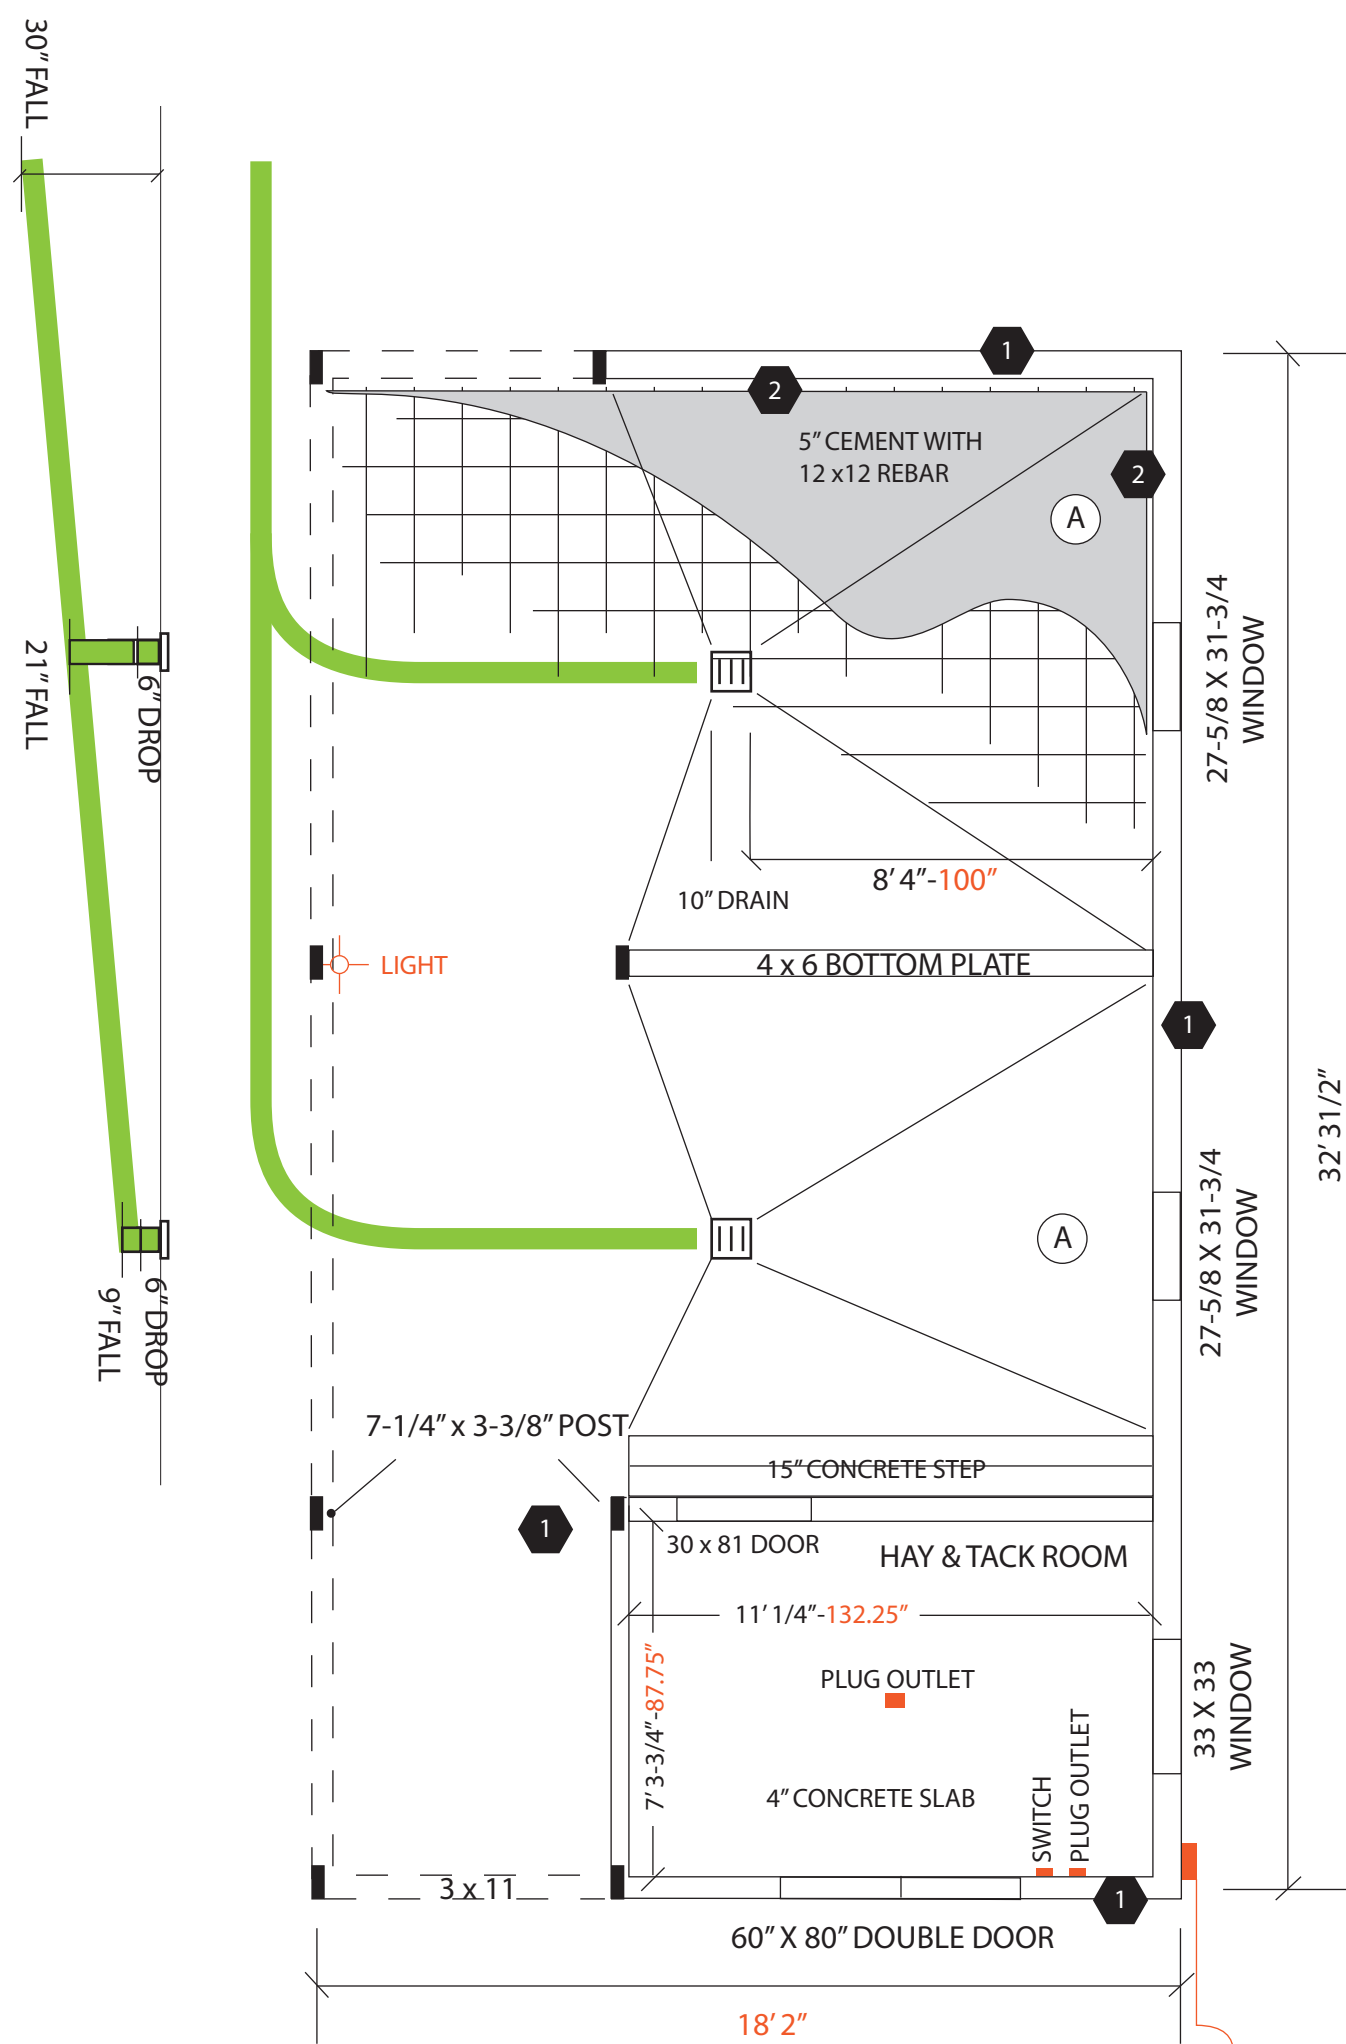 30” FALL
1
2
5” CEMENT WITH
12 x12 REBAR
2
A
27-5/8 X 31-3/4
WINDOW
21” FALL
6” DROP
8’ 4”-100”
10” DRAIN
LIGHT
4 x 6 BOTTOM PLATE
1
32’ 31/2”
27-5/8 X 31-3/4
WINDOW
A
6” DROP
9” FALL
7-1/4” x 3-3/8” POST
15” CONCRETE STEP
1
30 x 81 DOOR
HAY & TACK ROOM
11’ 1/4”-132.25”
7’ 3-3/4”-87.75”
PLUG OUTLET
33 X 33
WINDOW
4” CONCRETE SLAB
SWITCH
PLUG OUTLET
3 x 11
1
60” X 80” DOUBLE DOOR
18’ 2”